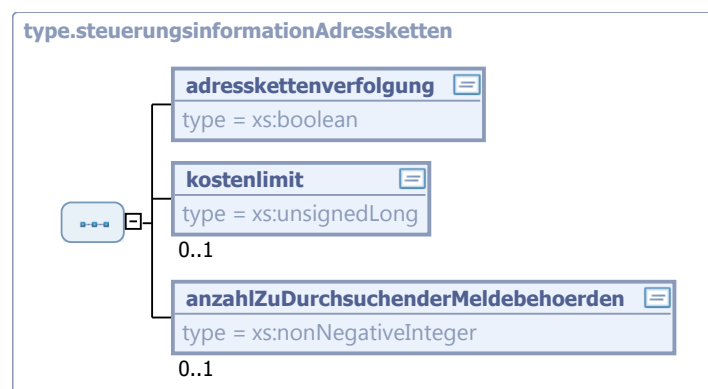 type.steuerungsinformationAdressketten
adresskettenverfolgung
type = xs:boolean
kostenlimit
type = xs:unsignedLong
0..1
anzahlZuDurchsuchenderMeldebehoerden
type = xs:nonNegativeInteger
0..1